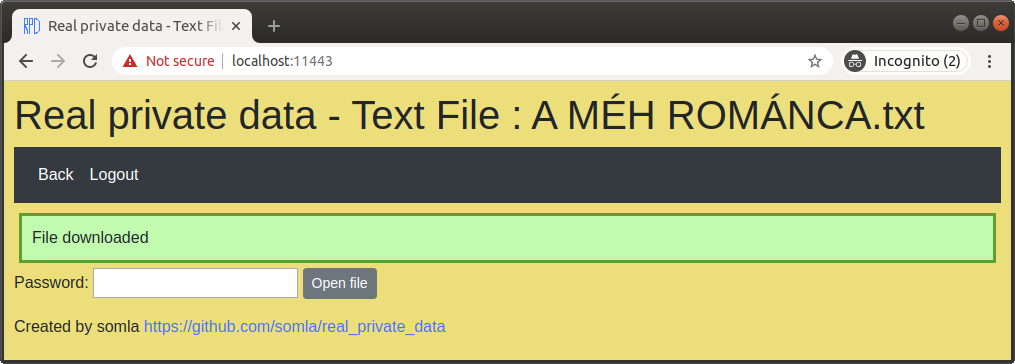 RPD Real private data - Text Fil
Not secure localhost:11443 Incognito (2)
Real private data - Text File : A MÉH ROMÁNCA.txt
Back Logout
File downloaded
Password: Open file
Created by somla https://github.com/somla/real_private_data